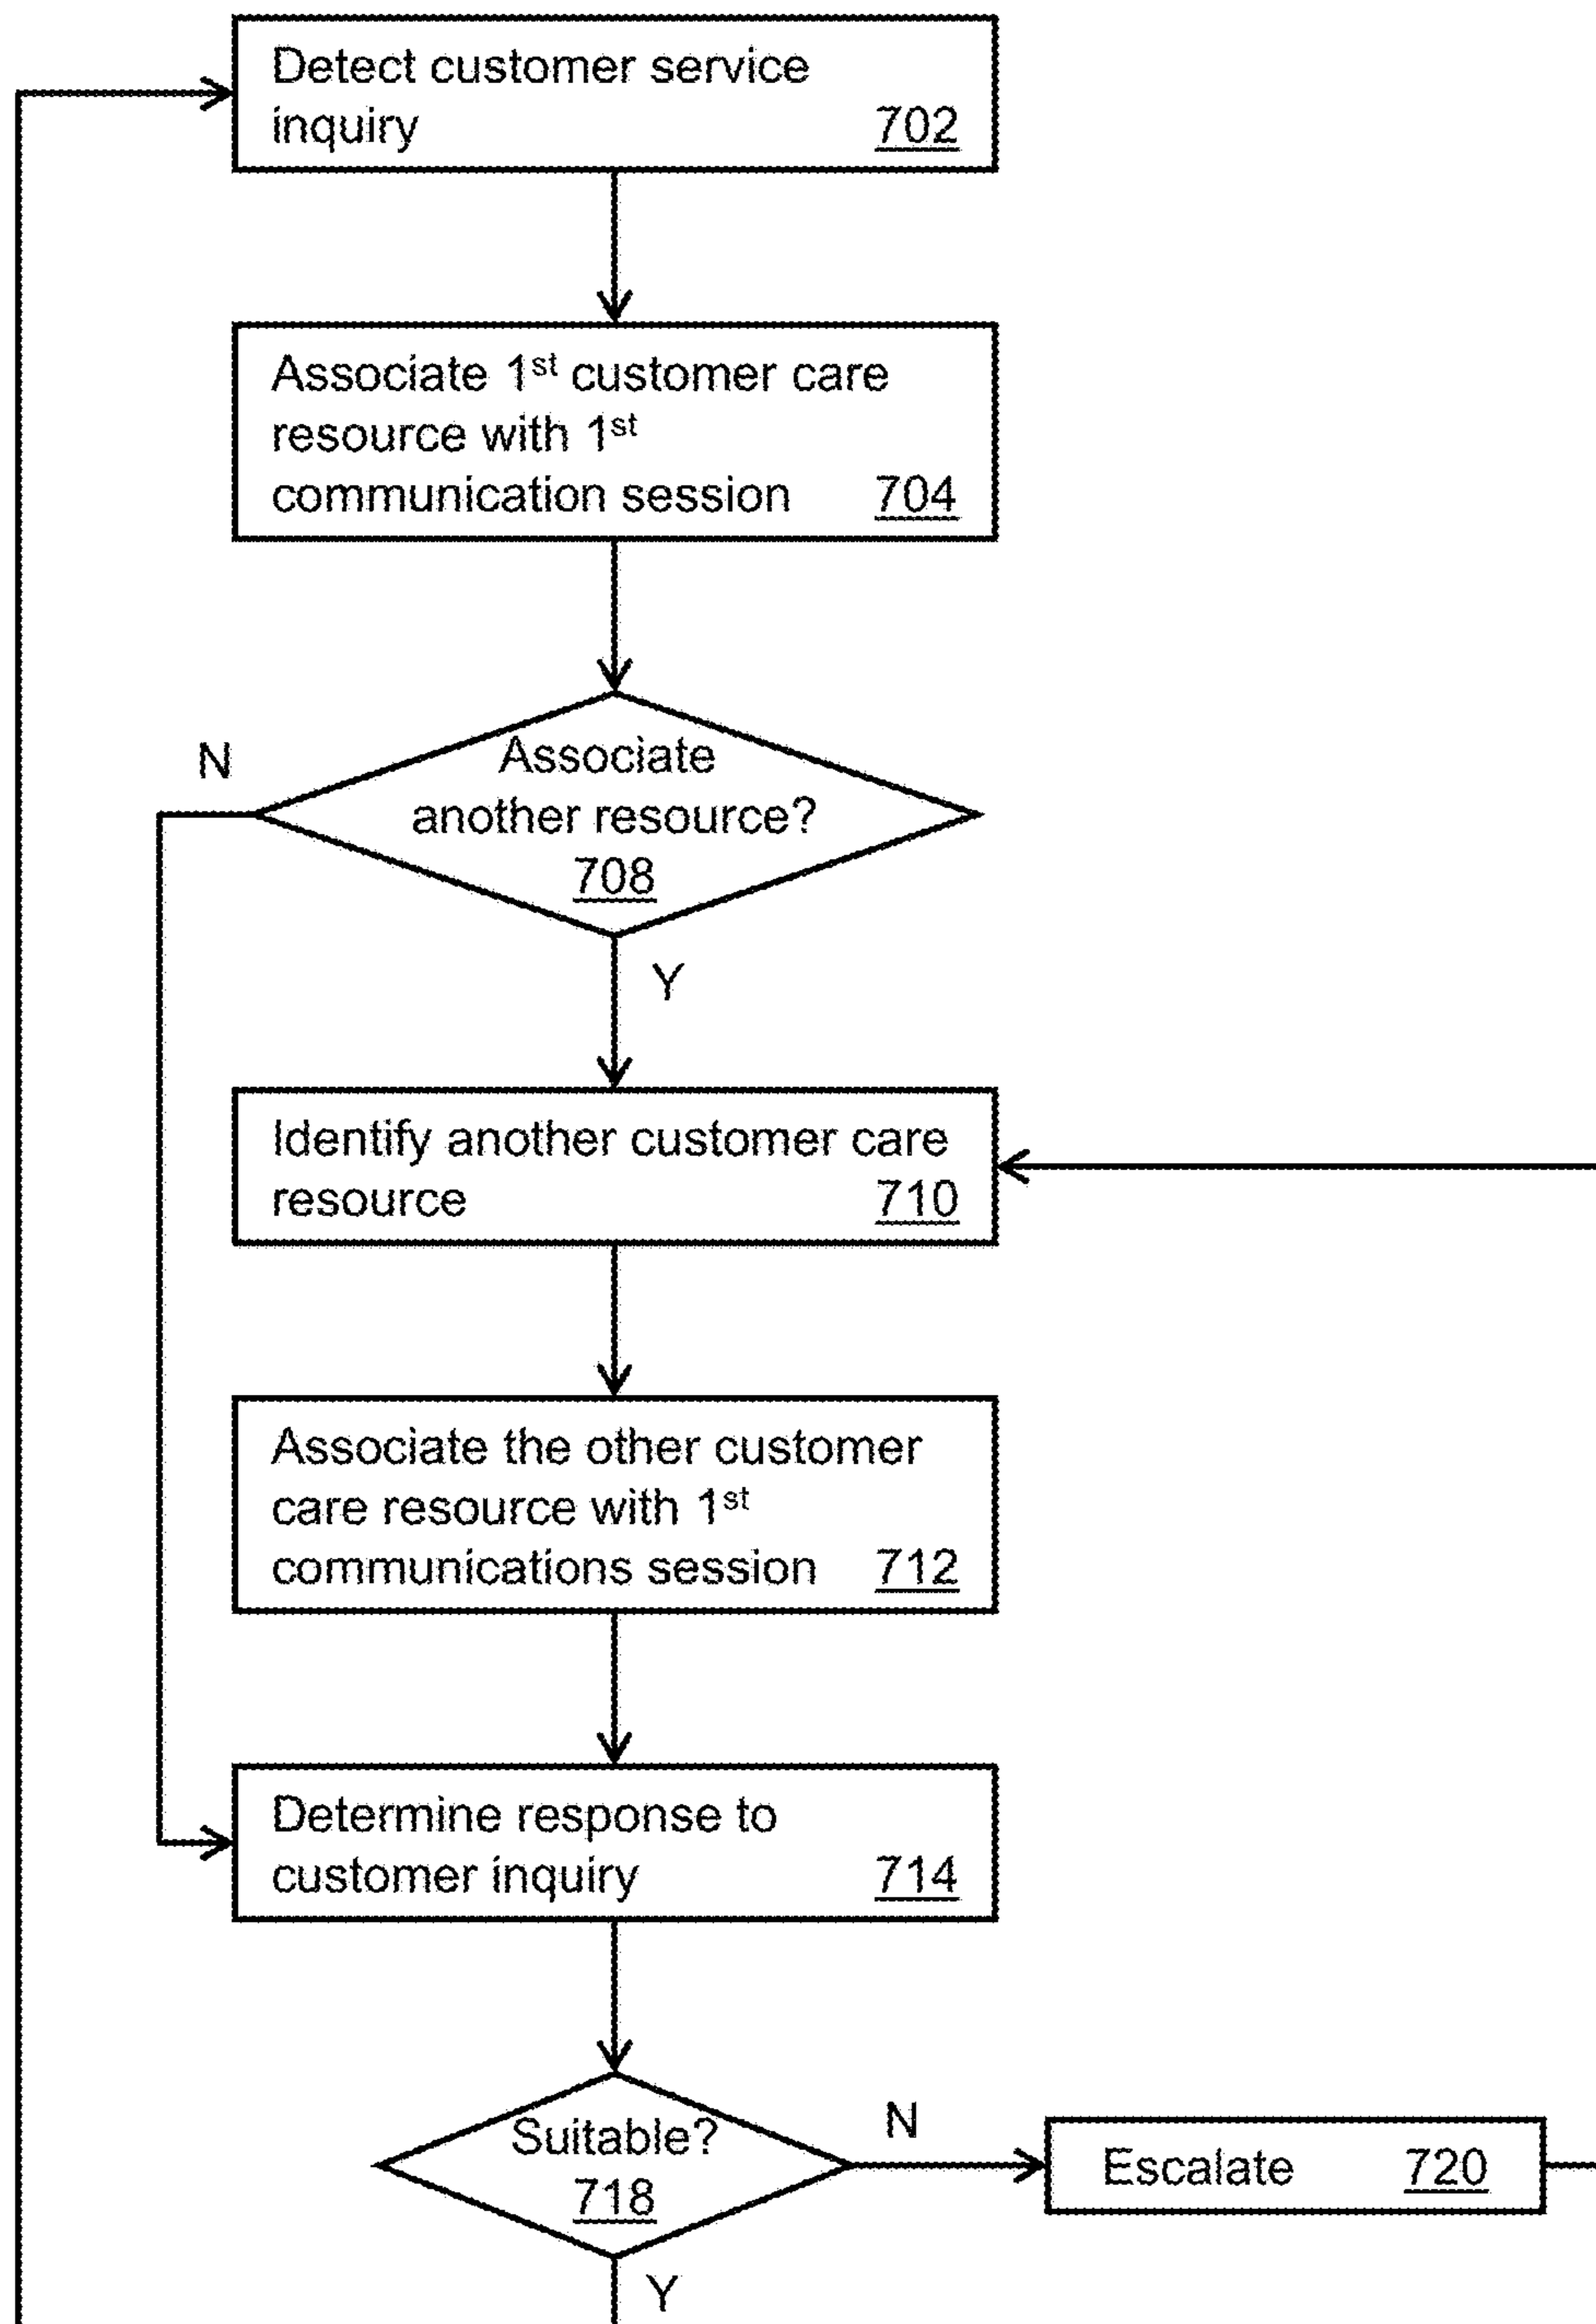 Detect customer service
inquiry 702
Associate 1st customer care
resource with 1st
communication session 704
N
Associate
another resource?
708
Y
Identify another customer care
resource 710
Associate the other customer
care resource with 1st
communications session 712
Determine response to
customer inquiry 714
Suitable?
718
N
Escalate 720
Y